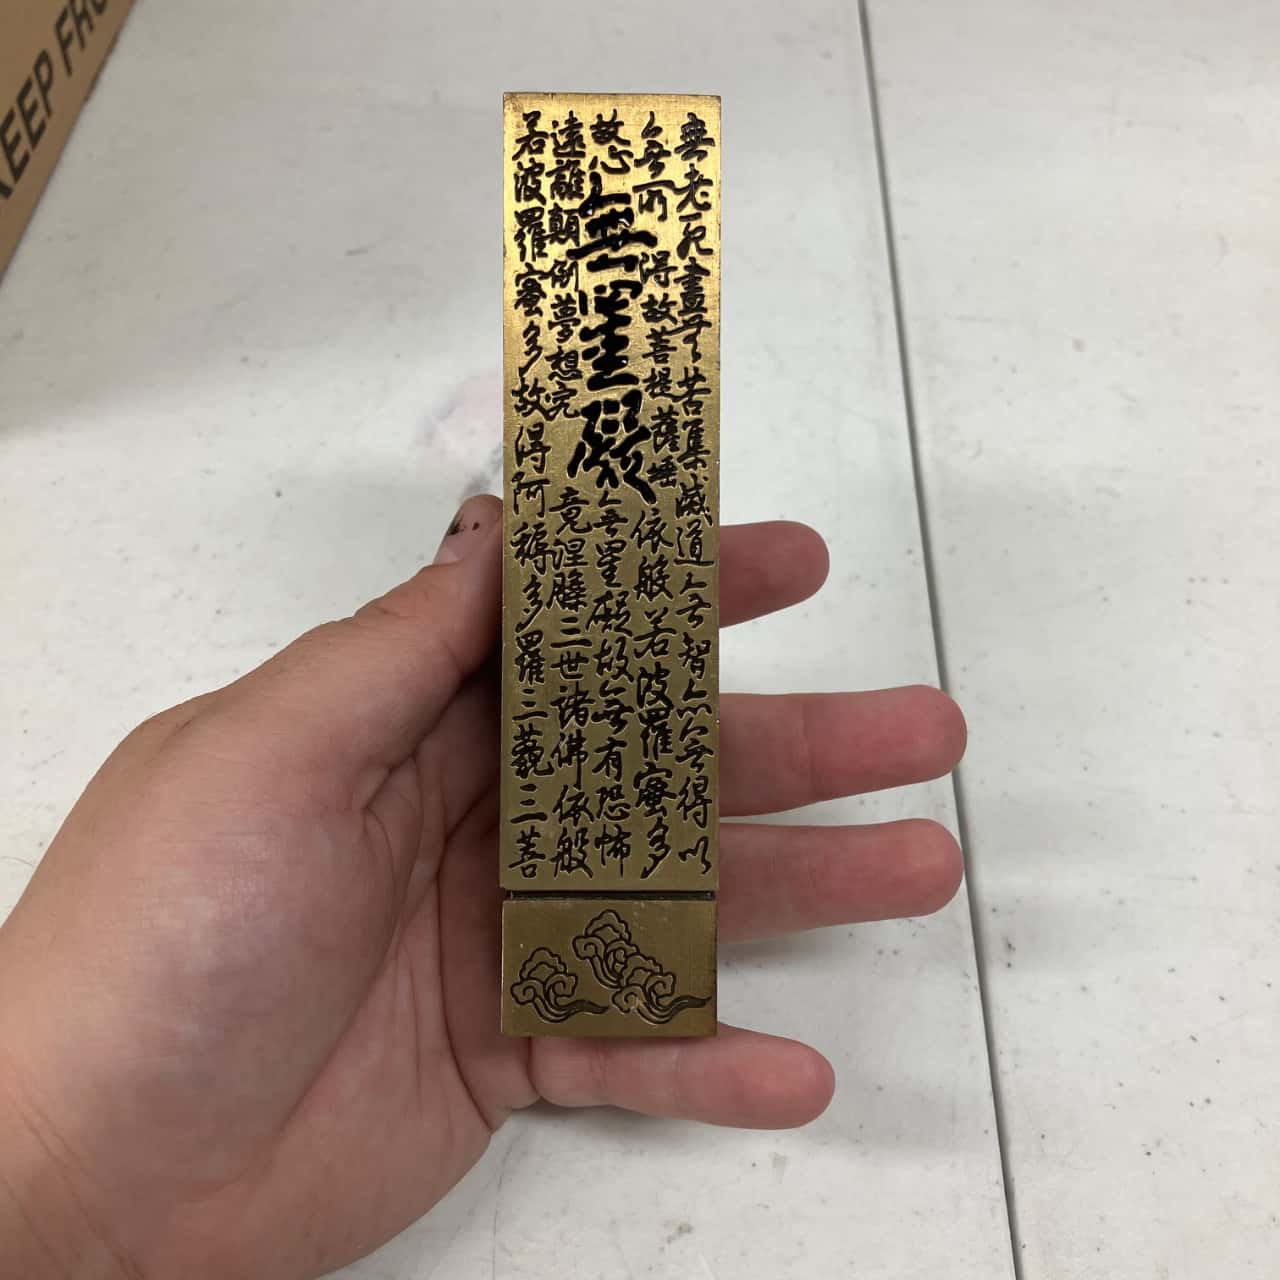 無老死盡無苦集滅道無智亦無得以
無所得故菩提薩埵依般若波羅蜜多
故心無罣礙無罣礙故無有恐怖
遠離顛倒夢想究竟涅槃三世諸佛依般
若波羅蜜多故得阿耨多羅三藐三菩
KEEP